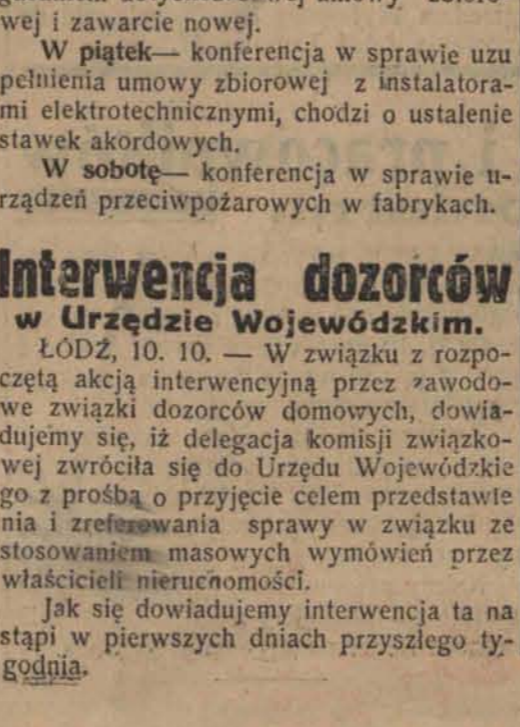 wej i zawarcie nowej.
W piątek— konferencja w sprawie uzu
pełnienia umowy zbiorowej z instalatora-
mi elektrotechnicznymi, chodzi o ustalenie
stawek akordowych.
W sobotę— konferencja w sprawie u-
rządzeń przeciwpożarowych w fabrykach.
Interwencja dozorców
w Urzędzie Wojewódzkim.
ŁÓDŹ, 10. 10. — W związku z rozpo-
czętą akcją interwencyjną przez zawodo-
we związki dozorców domowych, dowia-
dujemy się, iż delegacja komisji związko-
wej zwróciła się do Urzędu Wojewódzkie
go z prośbą o przyjęcie celem przedstawie
nia i zreferowania sprawy w związku ze
stosowaniem masowych wymówień przez
właścicieli nieruchomości.
Jak się dowiadujemy interwencja ta na
stąpi w pierwszych dniach przyszłego ty-
godnia.